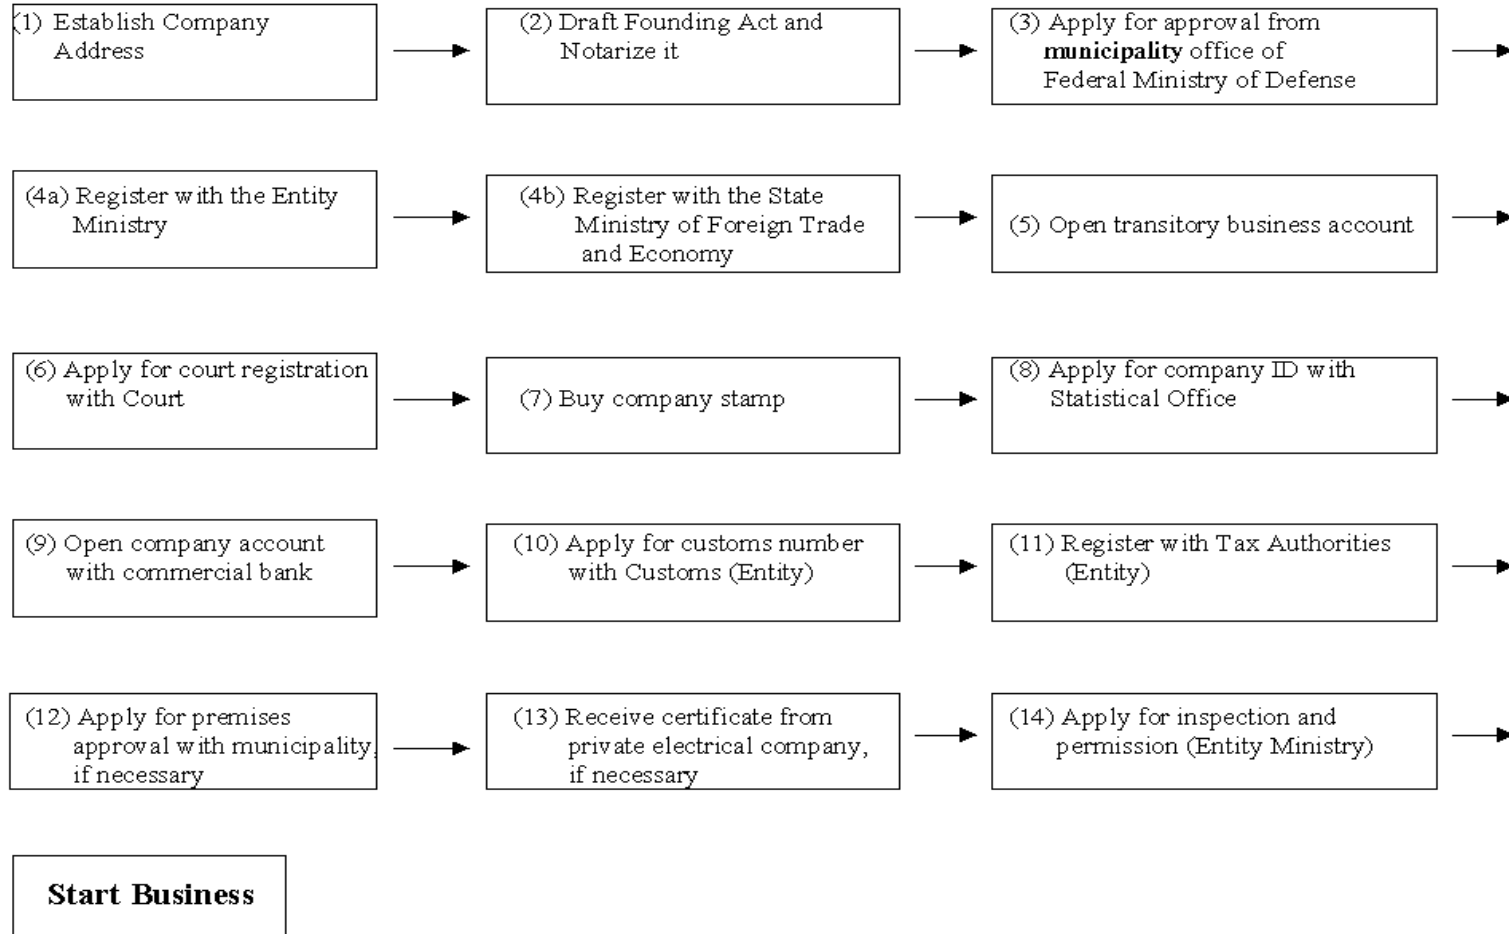 (1) Establish Company
Address
(2) Draft Founding Act and
Notarize it
(3) Apply for approval from
municipality office of
Federal Ministry of Defense
(4a) Register with the Entity
Ministry
(4b) Register with the State
Ministry of Foreign Trade
and Economy
(5) Open transitory business account
(6) Apply for court registration
with Court
(7) Buy company stamp
(8) Apply for company ID with
Statistical Office
(9) Open company account
with commercial bank
(10) Apply for customs number
with Customs (Entity)
(11) Register with Tax Authorities
(Entity)
(12) Apply for premises
approval with municipality,
if necessary
(13) Receive certificate from
private electrical company,
if necessary
(14) Apply for inspection and
permission (Entity Ministry)
Start Business